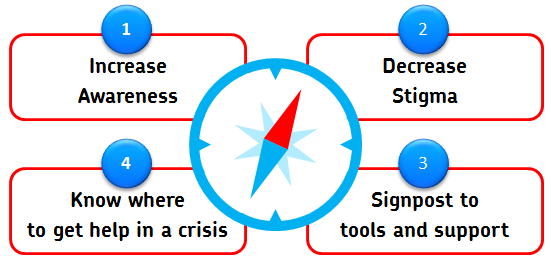 1
Increase
Awareness
2
Decrease
Stigma
3
Signpost to
tools and support
4
Know where
to get help in a crisis